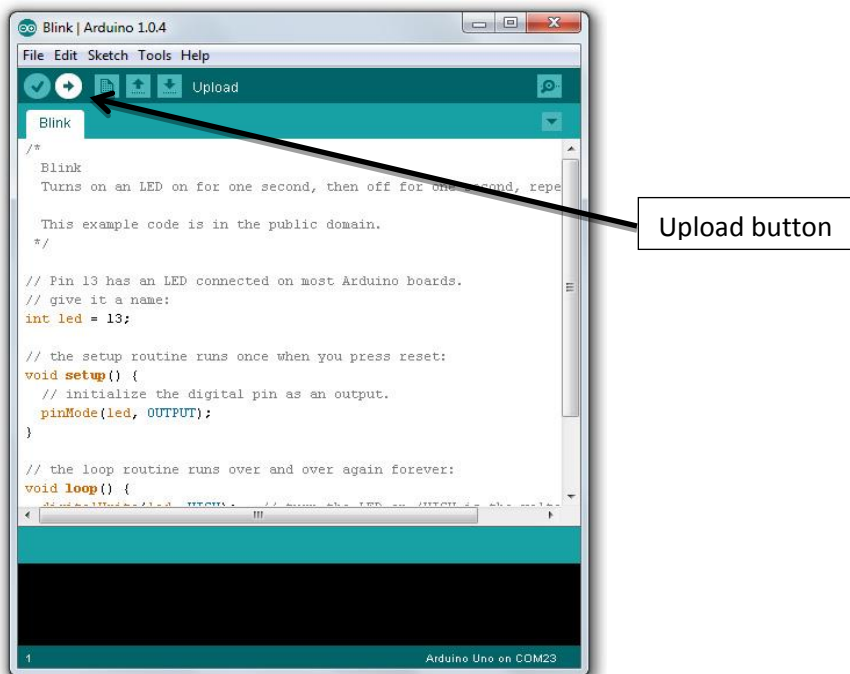 Blink | Arduino 1.0.4
File Edit Sketch Tools Help
Upload
Blink
/*
Blink
Turns on an LED on for one second, then off for one second, repe
This example code is in the public domain.
*/
// Pin 13 has an LED connected on most Arduino boards.
// give it a name:
int led = 13;
// the setup routine runs once when you press reset:
void setup() {
// initialize the digital pin as an output.
pinMode(led, OUTPUT);
}
// the loop routine runs over and over again forever:
void loop() {
Upload button
1
Arduino Uno on COM23